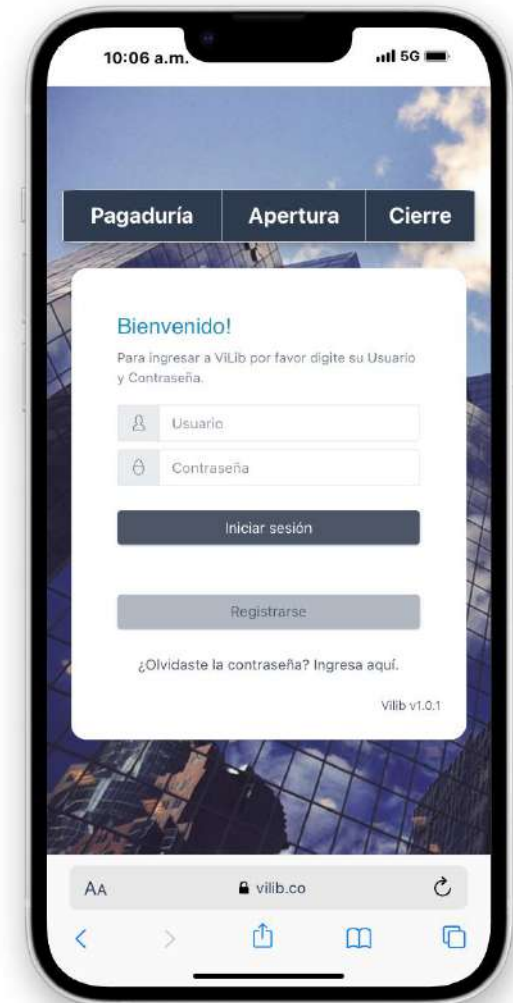 10:06 a.m. 5G
Pagaduría Apertura Cierre
Bienvenido!
Para ingresar a ViLib por favor digite su Usuario
y Contraseña.
Usuario
Contraseña
Iniciar sesión
Registrarse
¿Olvidaste la contraseña? Ingresa aquí.
Vilib v1.0.1
AA vilib.co